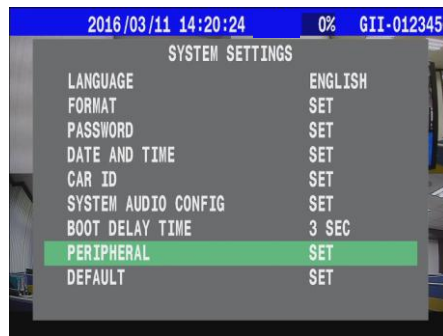 2016/03/11 14:20:24 0% GII-012345
SYSTEM SETTINGS
LANGUAGE ENGLISH
FORMAT SET
PASSWORD SET
DATE AND TIME SET
CAR ID SET
SYSTEM AUDIO CONFIG SET
BOOT DELAY TIME 3 SEC
PERIPHERAL SET
DEFAULT SET